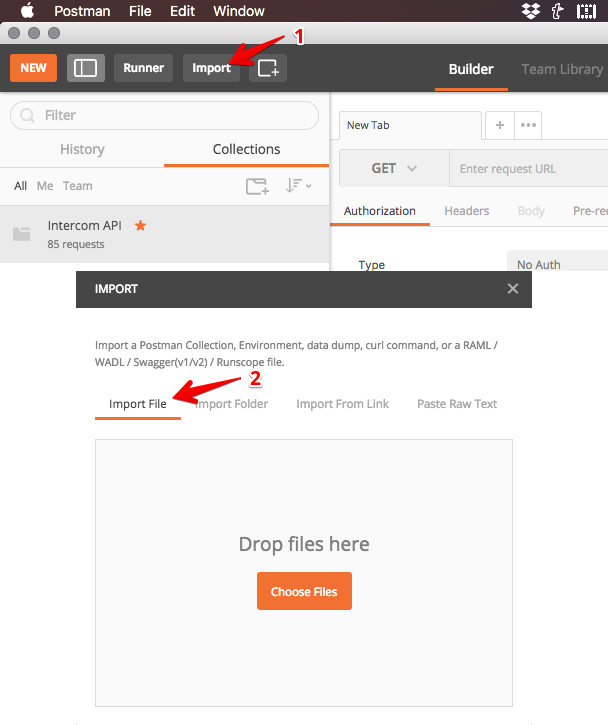 Postman File Edit Window
1
NEW Runner Import Builder Team Library
Filter
New Tab
History Collections
GET Enter request URL
All Me Team
Authorization Headers Body Pre-rec
Intercom API
85 requests
Type No Auth
IMPORT
Import a Postman Collection, Environment, data dump, curl command, or a RAML /
WADL / Swagger(v1/v2) / Runscope file.
2
Import File Import Folder Import From Link Paste Raw Text
Drop files here
Choose Files